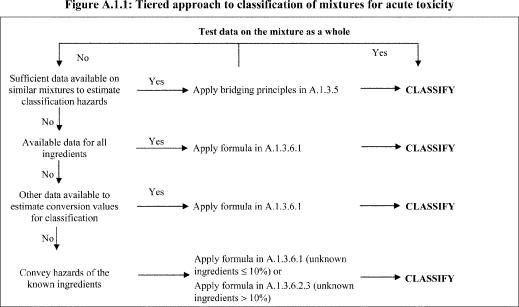 Figure A.1.1: Tiered approach to classification of mixtures for acute toxicity
Test data on the mixture as a whole
No
Yes
Sufficient data available on
similar mixtures to estimate
classification hazards
Yes
Apply bridging principles in A.1.3.5
CLASSIFY
No
Available data for all
ingredients
Yes
Apply formula in A.1.3.6.1
CLASSIFY
No
Other data available to
estimate conversion values
for classification
Yes
Apply formula in A.1.3.6.1
CLASSIFY
No
Convey hazards of the
known ingredients
Apply formula in A.1.3.6.1 (unknown
ingredients ≤ 10%) or
Apply formula in A.1.3.6.2.3 (unknown
ingredients > 10%)
CLASSIFY